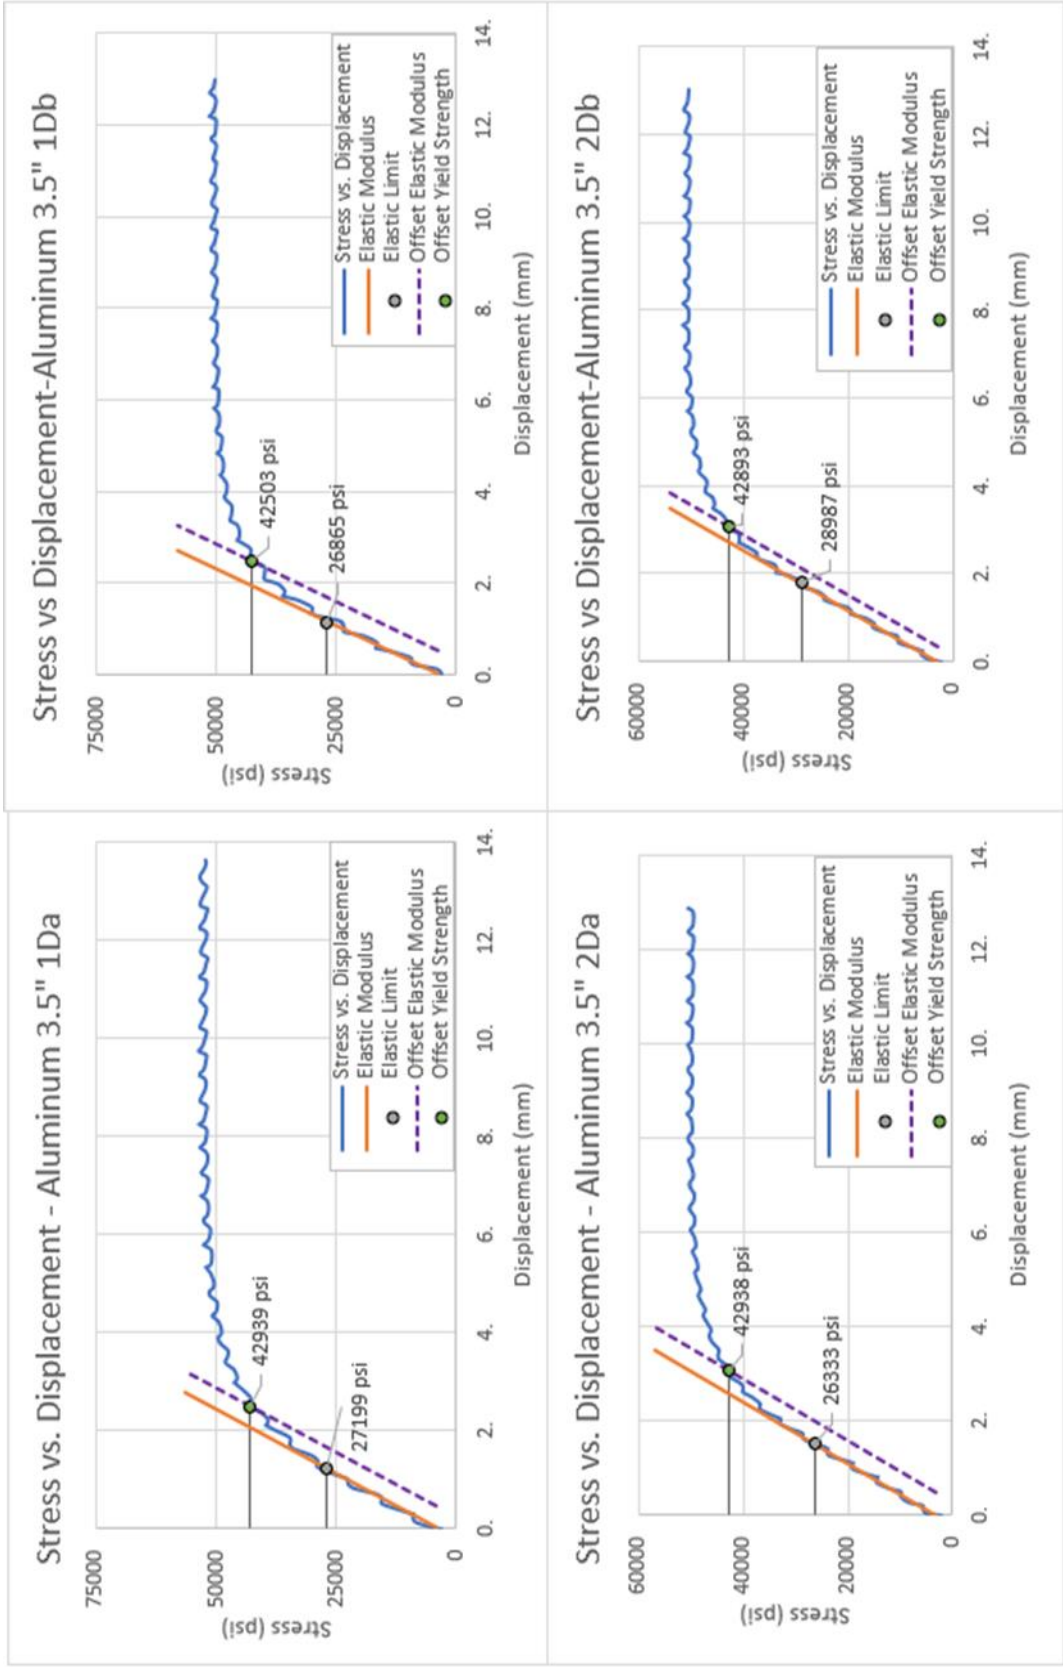 Stress vs. Displacement - Aluminum 3.5" 1Da
75000
50000
25000
0
Stress (psi)
0.
2.
4.
6.
8.
10.
12.
14.
Displacement (mm)
42939 psi
27199 psi
Stress vs. Displacement
Elastic Modulus
Elastic Limit
Offset Elastic Modulus
Offset Yield Strength
Stress vs Displacement-Aluminum 3.5" 1Db
75000
50000
25000
0
Stress (psi)
0.
2.
4.
6.
8.
10.
12.
14.
Displacement (mm)
42503 psi
26865 psi
Stress vs. Displacement
Elastic Modulus
Elastic Limit
Offset Elastic Modulus
Offset Yield Strength
Stress vs. Displacement - Aluminum 3.5" 2Da
60000
40000
20000
0
Stress (psi)
0.
2.
4.
6.
8.
10.
12.
14.
Displacement (mm)
42938 psi
26333 psi
Stress vs. Displacement
Elastic Modulus
Elastic Limit
Offset Elastic Modulus
Offset Yield Strength
Stress vs Displacement-Aluminum 3.5" 2Db
60000
40000
20000
0
Stress (psi)
0.
2.
4.
6.
8.
10.
12.
14.
Displacement (mm)
42893 psi
28987 psi
Stress vs. Displacement
Elastic Modulus
Elastic Limit
Offset Elastic Modulus
Offset Yield Strength